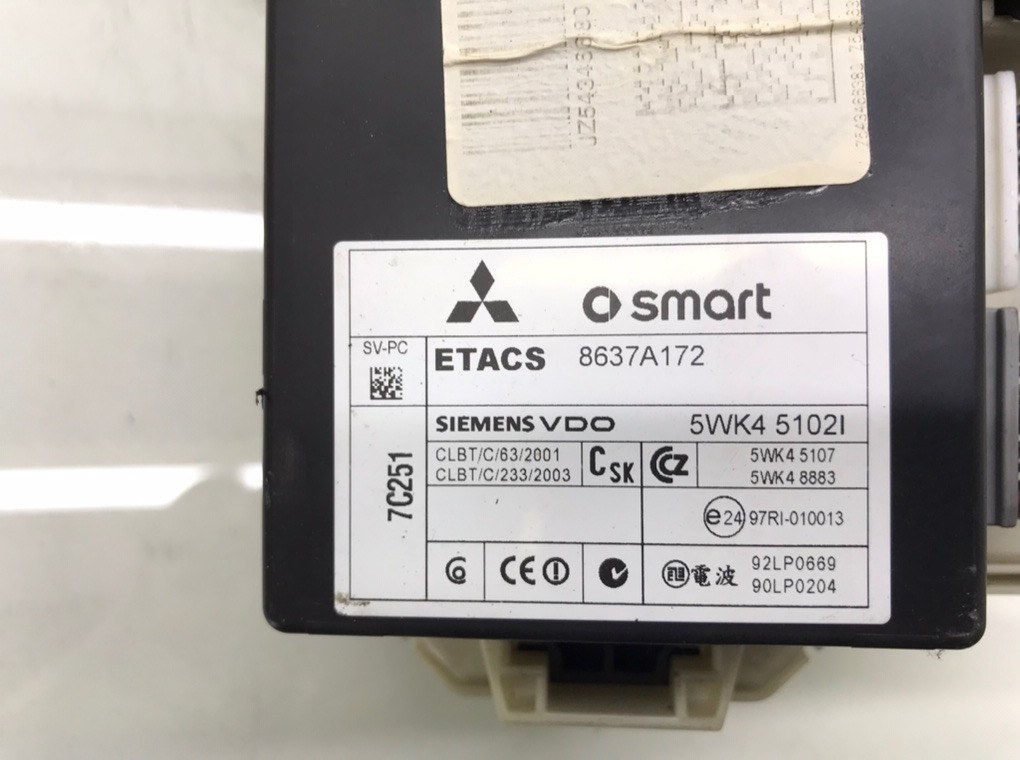 JZ54346638D
smart
SV-PC
ETACS 8637A172
SIEMENS VDO 5WK4 5102I
7C251
CLBT/C/63/2001
CLBT/C/233/2003
CSK
5WK4 5107
5WK4 8883
e24 97RI-010013
CE
電波
92LP0669
90LP0204